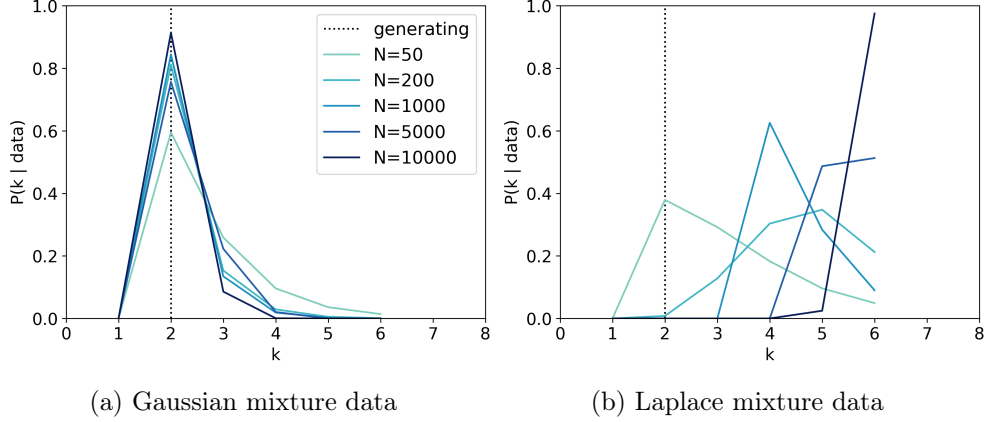 1.0
0.8
0.6
0.4
0.2
0.0
P(k | data)
0 1 2 3 4 5 6 7 8
k
generating
N=50
N=200
N=1000
N=5000
N=10000
(a) Gaussian mixture data
1.0
0.8
0.6
0.4
0.2
0.0
P(k | data)
0 1 2 3 4 5 6 7 8
k
(b) Laplace mixture data